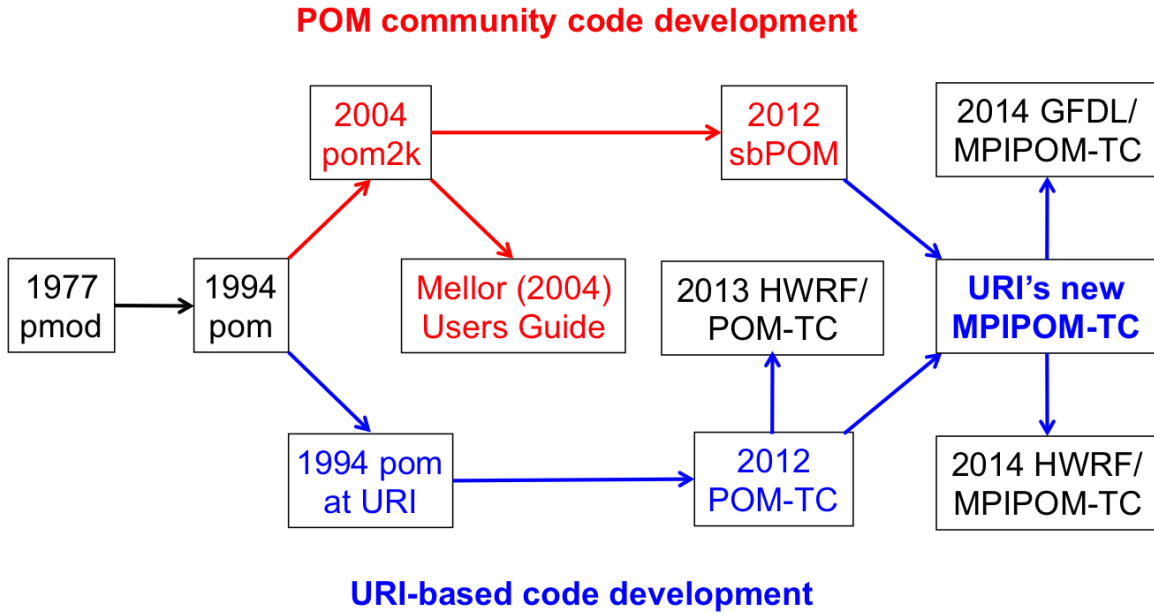 POM community code development
2004
pom2k
2012
sbPOM
2014 GFDL/
MPIPOM-TC
1977
pmod
1994
pom
Mellor (2004)
Users Guide
2013 HWRF/
POM-TC
URI’s new
MPIPOM-TC
1994 pom
at URI
2012
POM-TC
2014 HWRF/
MPIPOM-TC
URI-based code development